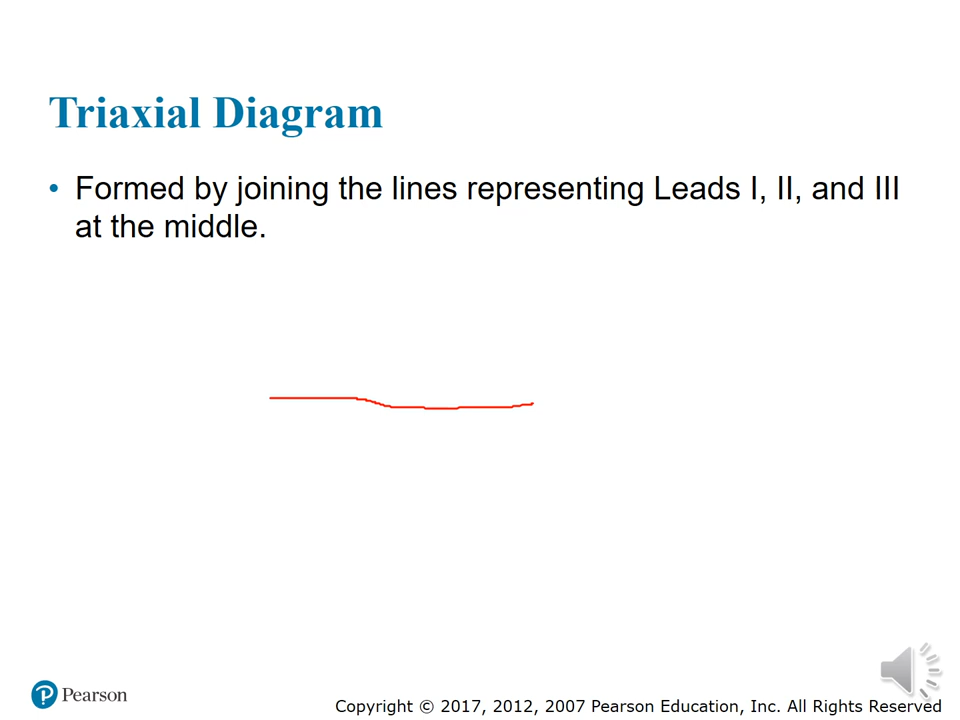 Triaxial Diagram
• Formed by joining the lines representing Leads I, II, and III
at the middle.
Pearson
Copyright © 2017, 2012, 2007 Pearson Education, Inc. All Rights Reserved